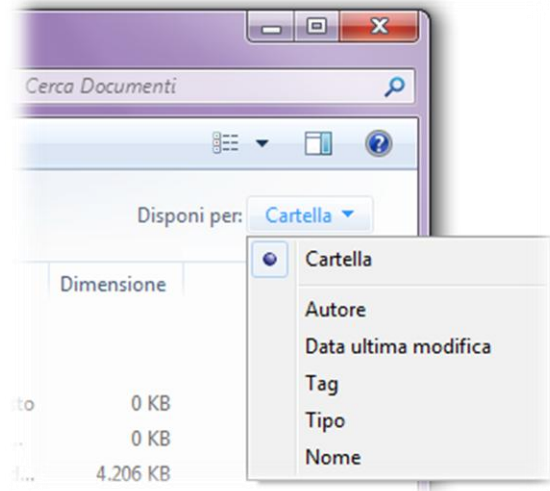 Cerca Documenti
Disponi per: Cartella
Cartella
Dimensione
Autore
Data ultima modifica
Tag
Tipo
Nome
0 KB
0 KB
4.206 KB